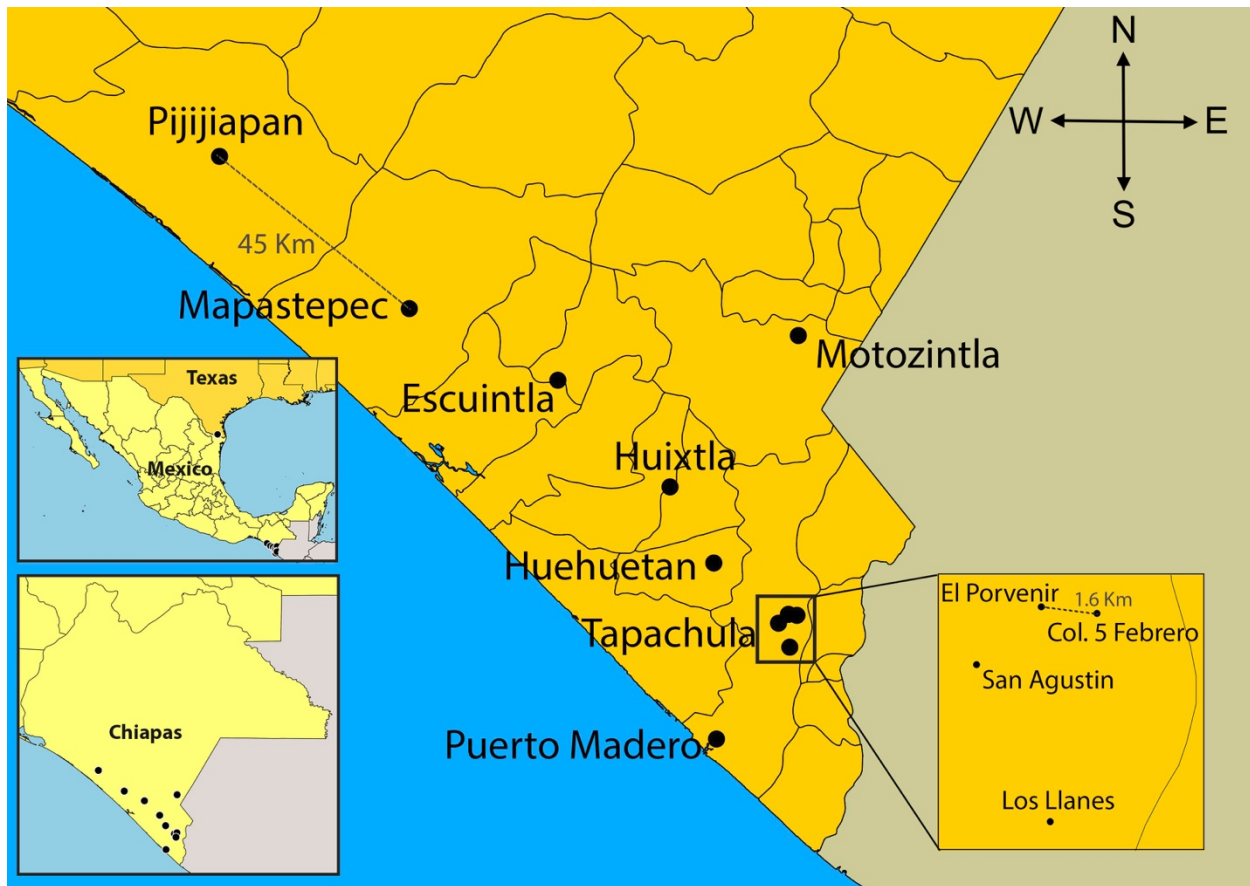 N
W E
S
Pijijiapan
45 Km
Mapastepec
Motozintla
Escuintla
Huixtla
Huehuetan
Tapachula
Puerto Madero
Texas
Mexico
Chiapas
El Porvenir
1.6 Km
Col. 5 Febrero
San Agustin
Los Llanes